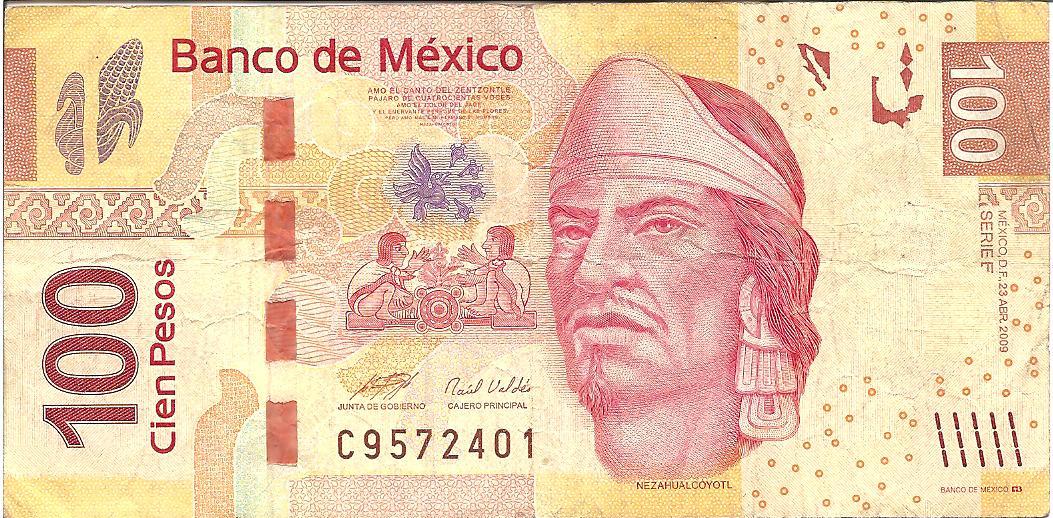 Banco de México
AMO EL CANTO DEL ZENTZONTLE
PÁJARO DE CUATROCIENTAS VOCES,
AMO EL COLOR DEL JADE
Y EL ENERVANTE PERFUME DE LAS FLORES,
100
Cien Pesos
JUNTA DE GOBIERNO
Raúl Valdés
CAJERO PRINCIPAL
C9572401
NEZAHUALCÓYOTL
100
MÉXICO, D.F. 23 ABR. 2009
SERIE F
BANCO DE MÉXICO